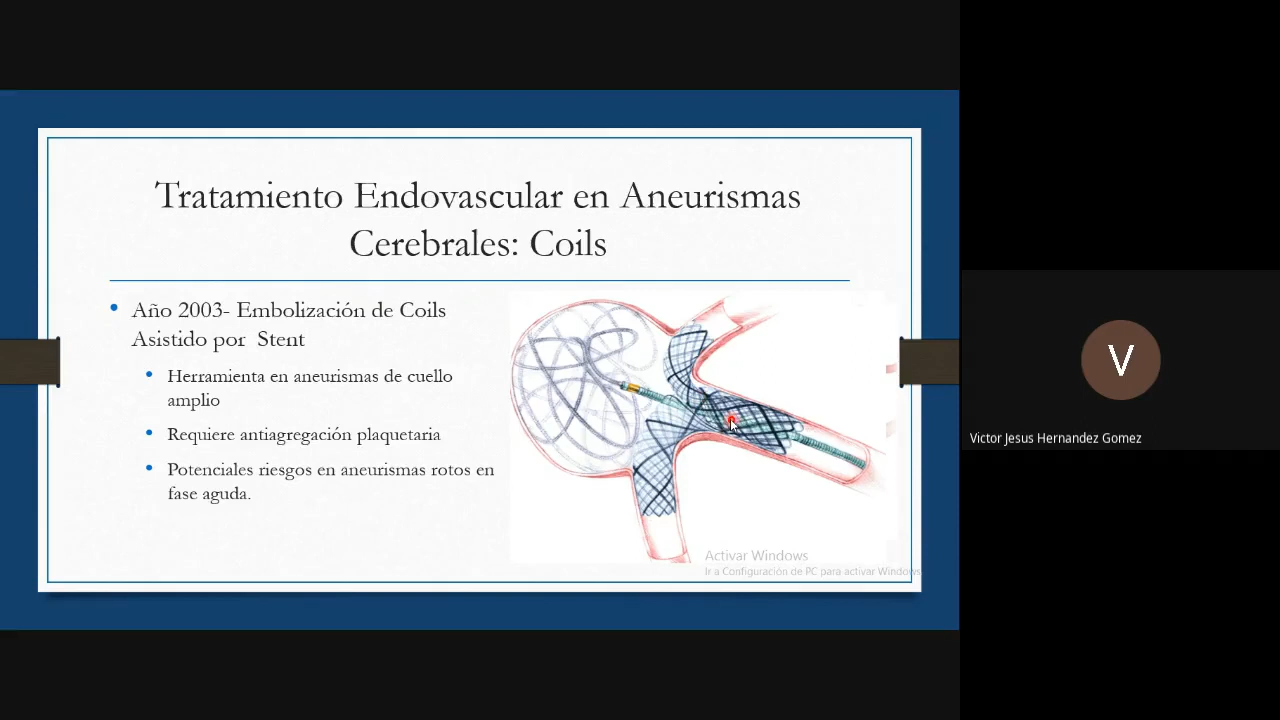 Tratamiento Endovascular en Aneurismas
Cerebrales: Coils
• Año 2003- Embolización de Coils
Asistido por Stent
• Herramienta en aneurismas de cuello
amplio
• Requiere antiagregación plaquetaria
• Potenciales riesgos en aneurismas rotos en
fase aguda.
Activar Windows
Ir a Configuración de PC para activar Windows
V
Victor Jesus Hernandez Gomez